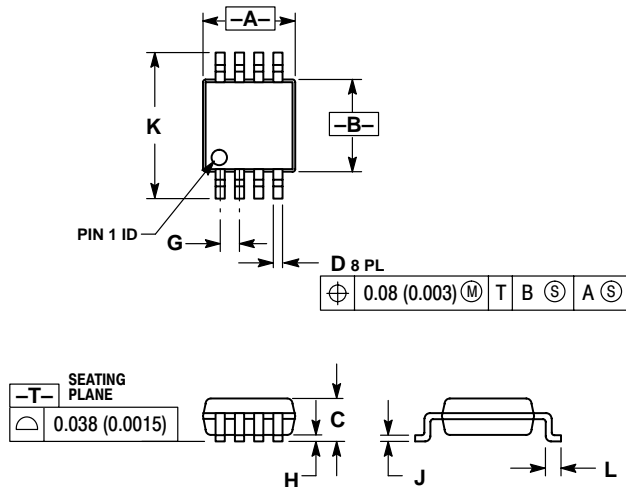 –A–
K
–B–
PIN 1 ID
G
D 8 PL
⌖ 0.08 (0.003) Ⓜ T B Ⓢ A Ⓢ
–T– SEATING
PLANE
⌓ 0.038 (0.0015)
C
H
J
L